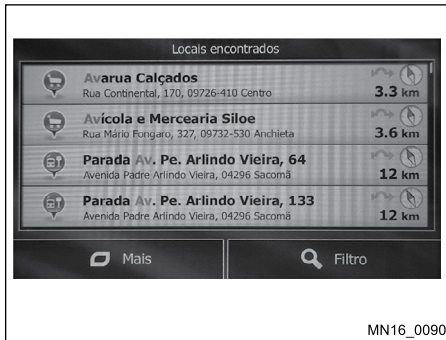 Locais encontrados
Avarua Calçados
Rua Continental, 170, 09726-410 Centro
3.3 km
Avícola e Mercearia Siloe
Rua Mário Fongaro, 327, 09732-530 Anchieta
3.6 km
Parada Av. Pe. Arlindo Vieira, 64
Avenida Padre Arlindo Vieira, 04296 Sacomã
12 km
Parada Av. Pe. Arlindo Vieira, 133
Avenida Padre Arlindo Vieira, 04296 Sacomã
12 km
Mais
Filtro
MN16_0090